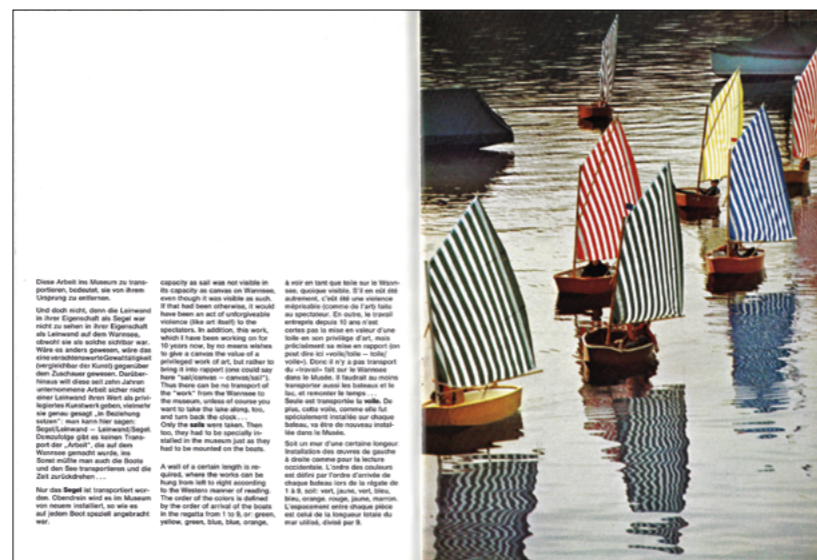 Diese Arbeit ins Museum zu trans-
portieren, bedeutet, sie von ihrem
Ursprung zu entfernen.
Und doch nicht, denn die Leinwand
in ihrer Eigenschaft als Segel war
nicht zu sehen in ihrer Eigenschaft
als Leinwand auf dem Wannsee,
obwohl sie als solche sichtbar war.
Wäre es anders gewesen, wäre das
eine verachtenswerte Gewalttätigkeit
(vergleichbar der Kunst) gegenüber
dem Zuschauer gewesen. Darüber-
hinaus will diese seit zehn Jahren
unternommene Arbeit sicher nicht
einer Leinwand ihren Wert als privi-
legiertes Kunstwerk geben, vielmehr
sie genau gesagt „in Beziehung
setzen": man kann hier sagen:
Segel/Leinwand — Leinwand/Segel.
Demzufolge gibt es keinen Trans-
port der „Arbeit", die auf dem
Wannsee gemacht wurde, ins
Sonst müßte man auch die Boote
und den See transportieren und die
Zeit zurückdrehen . . .
Nur das Segel ist transportiert wor-
den. Obendrein wird es im Museum
von neuem installiert, so wie es
auf jedem Boot speziell angebracht
war.
capacity as sail was not visible in
its capacity as canvas on Wannsee,
even though it was visible as such.
If that had been otherwise, it would
have been an act of unforgiveable
violence (like art itself) to the
spectators. In addition, this work,
which I have been working on for
10 years now, by no means wishes
to give a canvas the value of a
privileged work of art, but rather to
bring it into rapport (one could say
here "sail/canvas — canvas/sail").
Thus there can be no transport of
the "work" from the Wannsee to
the museum, unless of course you
want to take the lake along, too,
and turn back the clock . . .
Only the sails were taken. Then
too, they had to be specially in-
stalled in the museum just as they
had to be mounted on the boats.
A wall of a certain length is re-
quired, where the works can be
hung from left to right according
to the Western manner of reading.
The order of the colors is defined
by the order of arrival of the boats
in the regatta from 1 to 9, or: green,
yellow, green, blue, blue, orange,
à voir en tant que toile sur le Wann-
see, quoique visible. S'il en eût été
autrement, c'eût été une violence
méprisable (comme de l'art) faite
au spectateur. En outre, le travail
entrepris depuis 10 ans n'est
certes pas la mise en valeur d'une
toile en son privilège d'art, mais
précisément sa mise en rapport (on
peut dire ici «voile/toile — toile/
voile»). Donc il n'y a pas transport
du «travail» fait sur le Wannsee
dans le Musée. Il faudrait au moins
transporter aussi les bateaux et le
lac, et remonter le temps . . .
Seule est transportée la voile. De
plus, cette voile, comme elle fut
spécialement installée sur chaque
bateau, va être de nouveau instal-
lée dans le Musée.
Soit un mur d'une certaine longeur.
Installation des œuvres de gauche
à droite comme pour la lecture
occidentale. L'ordre des couleurs
est défini par l'ordre d'arrivée de
chaque bateau lors de la régate de
1 à 9, soit: vert, jaune, vert, bleu,
bleu, orange, rouge, jaune, marron.
L'espacement entre chaque pièce
est celui de la longueur totale du
mur utilisé, divisé par 9.